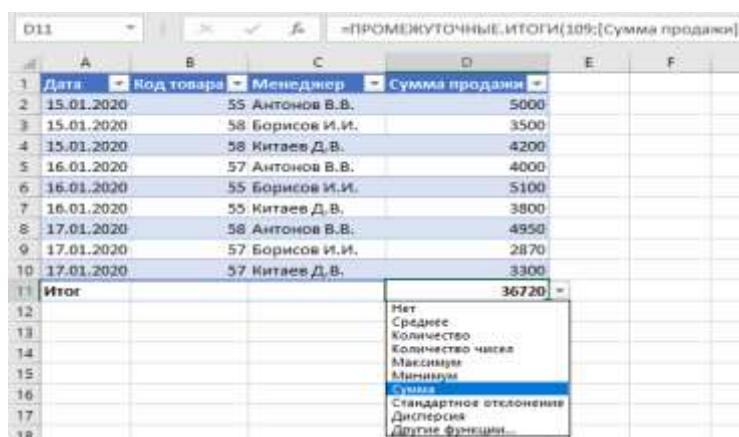 D11 fx =ПРОМЕЖУТОЧНЫЕ.ИТОГИ(109;[Сумма продажи]
A B C D E F
1 Дата Код товара Менеджер Сумма продажи
2 15.01.2020 55 Антонов В.В. 5000
3 15.01.2020 58 Борисов И.И. 3500
4 15.01.2020 58 Китаев Д.В. 4200
5 16.01.2020 57 Антонов В.В. 4000
6 16.01.2020 55 Борисов И.И. 5100
7 16.01.2020 55 Китаев Д.В. 3800
8 17.01.2020 58 Антонов В.В. 4950
9 17.01.2020 57 Борисов И.И. 2870
10 17.01.2020 57 Китаев Д.В. 3300
11 Итог 36720
12 Нет
Среднее
13 Количество
14 Количество чисел
Максимум
15 Минимум
16 Сумма
Стандартное отклонение
17 Дисперсия
18 Другие функции...